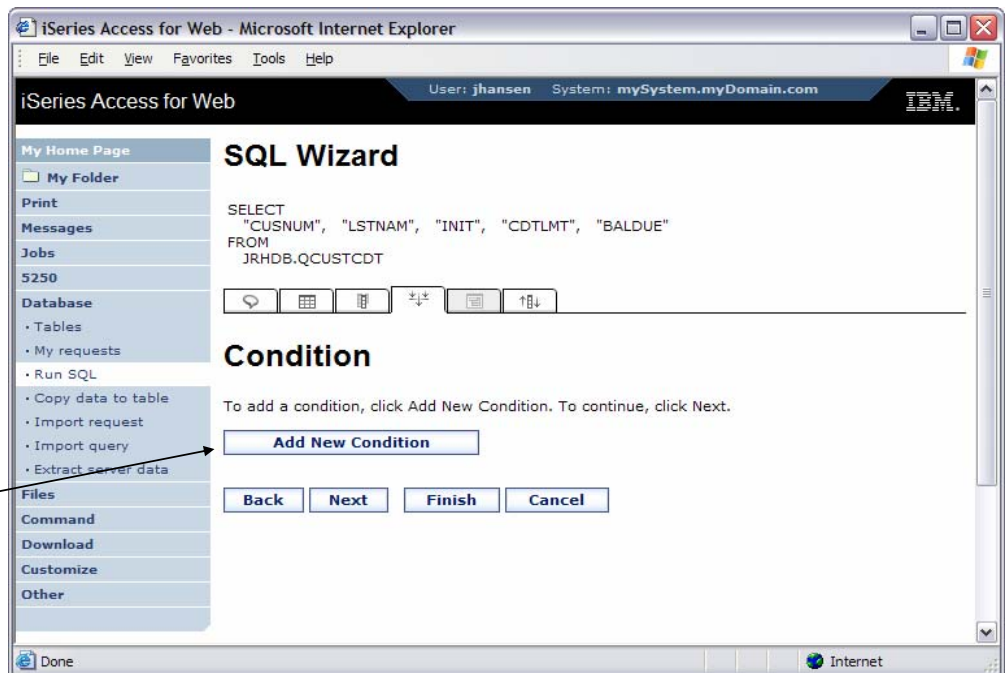 iSeries Access for Web - Microsoft Internet Explorer
File Edit View Favorites Tools Help
iSeries Access for Web
User: jhansen System: mySystem.myDomain.com
IBM.
My Home Page
My Folder
Print
Messages
Jobs
5250
Database
• Tables
• My requests
• Run SQL
• Copy data to table
• Import request
• Import query
• Extract server data
Files
Command
Download
Customize
Other
SQL Wizard
SELECT
"CUSNUM", "LSTNAM", "INIT", "CDTLMT", "BALDUE"
FROM
JRHDB.QCUSTCDT
Condition
To add a condition, click Add New Condition. To continue, click Next.
Add New Condition
Back Next Finish Cancel
Done
Internet